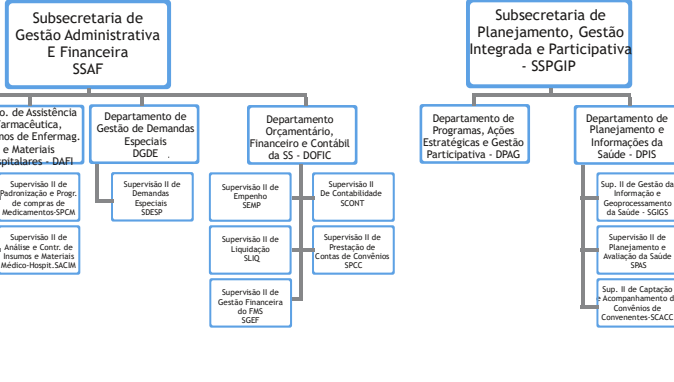 Subsecretaria de
Gestão Administrativa
E Financeira
SSAF
Subsecretaria de
Planejamento, Gestão
Integrada e Participativa
- SSPGIP
o. de Assistência
armacêutica,
mos de Enfermag.
e Materiais
spitalares - DAFI
Departamento de
Gestão de Demandas
Especiais
DGDE .
Departamento
Orçamentário,
Financeiro e Contábil
da SS - DOFIC
Departamento de
Programas, Ações
Estratégicas e Gestão
Participativa - DPAG
Departamento de
Planejamento e
Informações da
Saúde - DPIS
Supervisão II de
Padronização e Progr.
de compras de
Medicamentos-SPCM
Supervisão II de
Demandas
Especiais
SDESP
Supervisão II de
Empenho
SEMP
Supervisão II
De Contabilidade
SCONT
Sup. II de Gestão da
Informação e
Geoprocessamento
da Saúde - SGIGS
Supervisão II de
Análise e Contr. de
Insumos e Materiais
Médico-Hospit.SACIM
Supervisão II de
Liquidação
SLIQ
Supervisão II de
Prestação de
Contas de Convênios
SPCC
Supervisão II de
Planejamento e
Avaliação da Saúde
SPAS
Supervisão II de
Gestão Financeira
do FMS
SGEF
Sup. II de Captação
e Acompanhamento d
Convênios de
Convenentes-SCACC